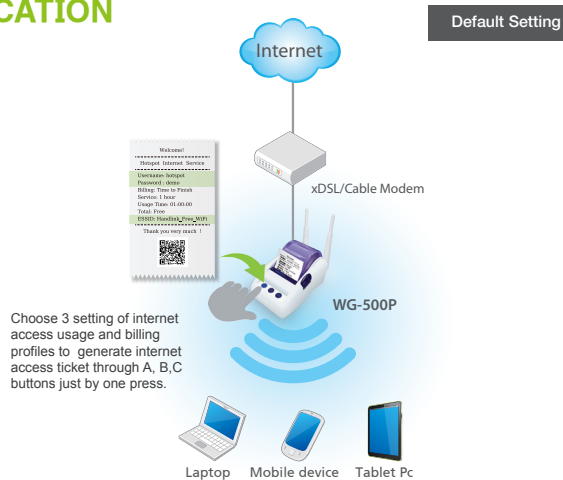 CATION
Default Setting
Internet
Welcome!
Hotspot Internet Service
Username: hotspot
Password : demo
Billing: Time to Finish
Service: 1 hour
Usage Time: 01:00:00
Total: Free
ESSID: Handlink_Free_WiFi
Thank you very much !
xDSL/Cable Modem
WG-500P
Choose 3 setting of internet
access usage and billing
profiles to generate internet
access ticket through A, B,C
buttons just by one press.
Laptop
Mobile device
Tablet Pc